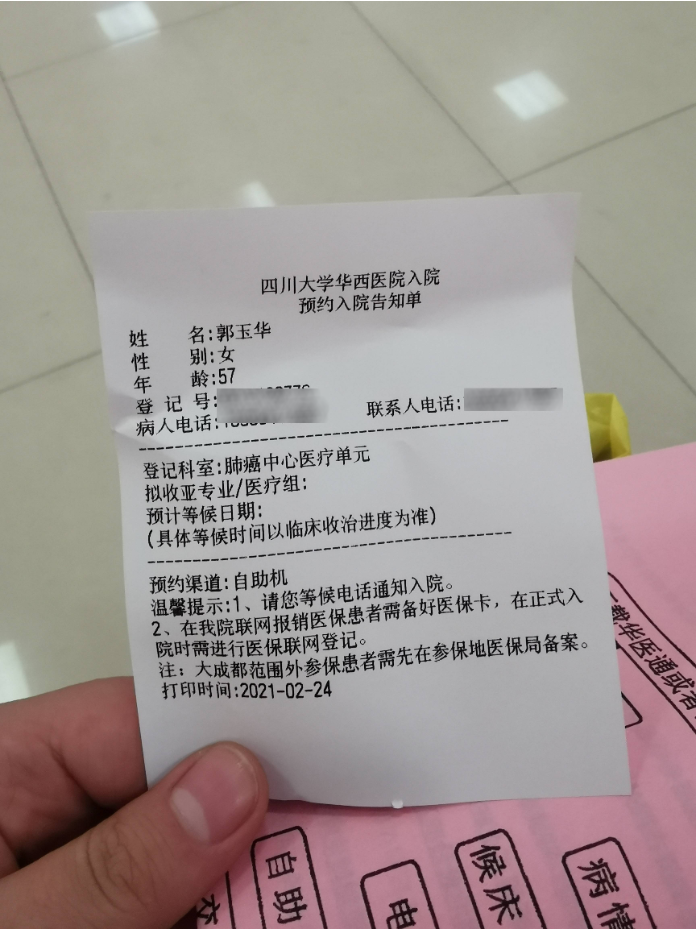 四川大学华西医院入院
预约入院告知单
姓 名:郭玉华
性 别:女
年 龄:57
登 记 号:
病人电话: 联系人电话:
登记科室:肺癌中心医疗单元
拟收亚专业/医疗组:
预计等候日期:
(具体等候时间以临床收治进度为准)
预约渠道:自助机
温馨提示:1、请您等候电话通知入院。
2、在我院联网报销医保患者需备好医保卡，在正式入
院时需进行医保联网登记。
注：大成都范围外参保患者需先在参保地医保局备案。
打印时间:2021-02-24
载华医通或有
自助
电
候床
病情